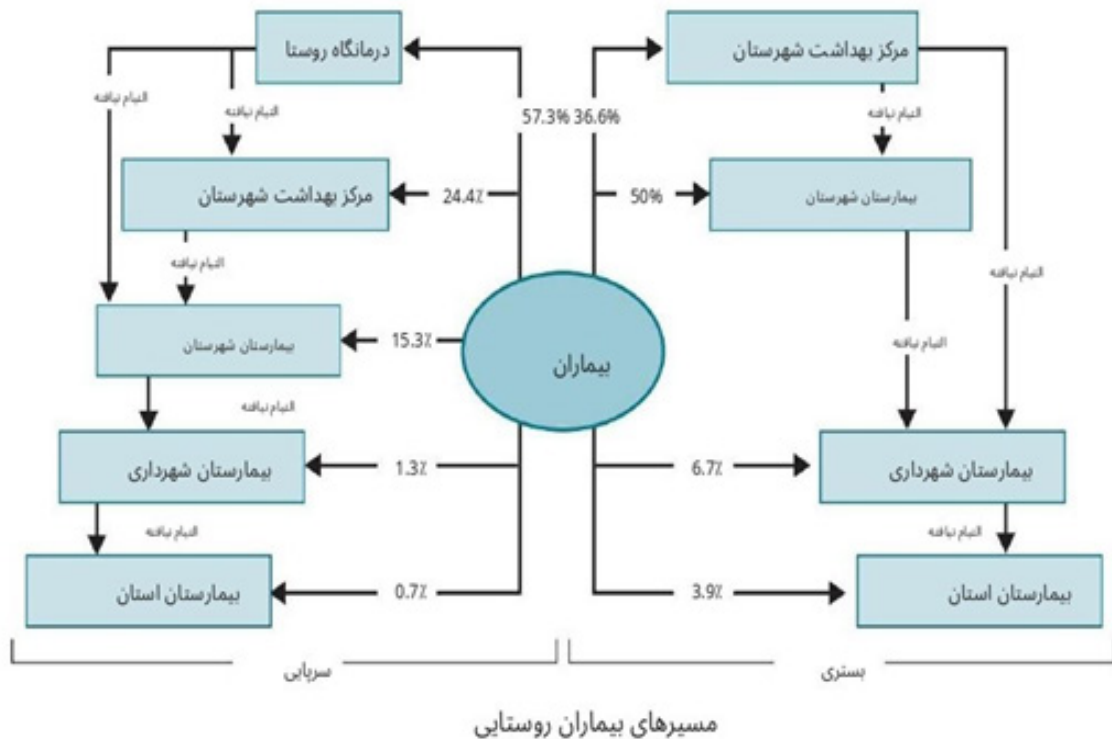 درمانگاه روستا
مرکز بهداشت شهرستان
التیام نیافته
التیام نیافته
57.3%
36.6%
التیام نیافته
مرکز بهداشت شهرستان
24.4٪
50%
بیمارستان شهرستان
التیام نیافته
التیام نیافته
بیمارستان شهرستان
15.3٪
بیماران
التیام نیافته
التیام نیافته
بیمارستان شهرداری
1.3٪
6.7٪
بیمارستان شهرداری
التیام نیافته
التیام نیافته
بیمارستان استان
0.7٪
3.9٪
بیمارستان استان
سرپایی
بستری
مسیرهای بیماران روستایی